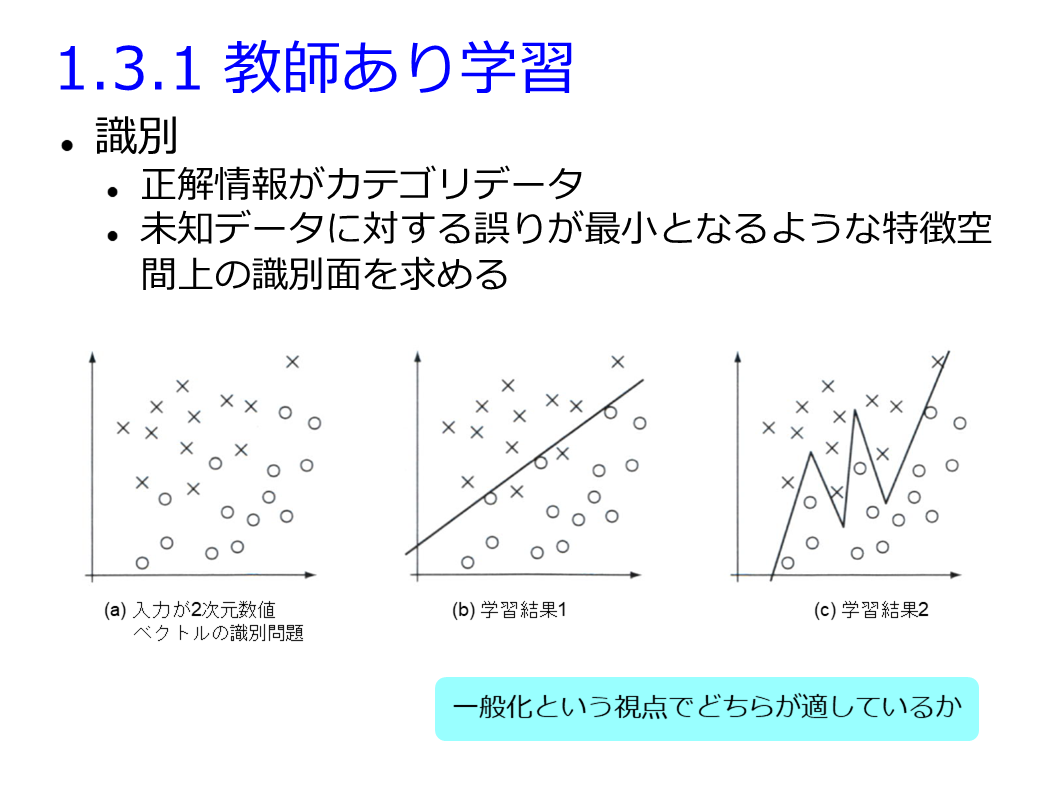 1.3.1 教師あり学習
● 識別
● 正解情報がカテゴリデータ
● 未知データに対する誤りが最小となるような特徴空
間上の識別面を求める
(a) 入力が2次元数値
ベクトルの識別問題
(b) 学習結果1
(c) 学習結果2
一般化という視点でどちらが適しているか